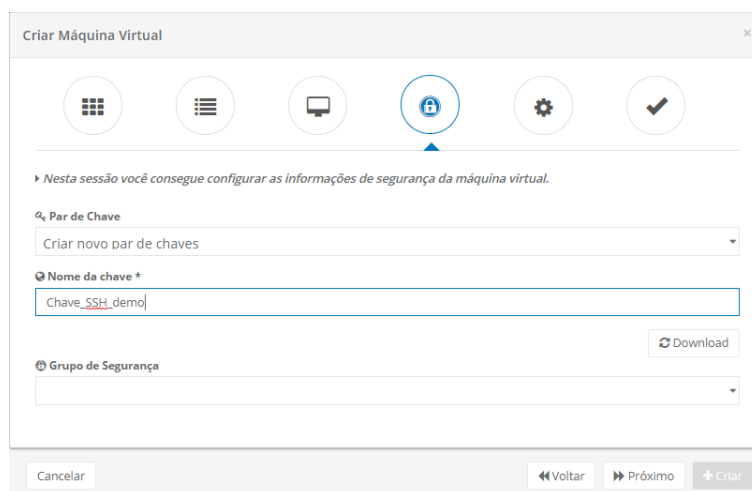 Criar Máquina Virtual
Nesta sessão você consegue configurar as informações de segurança da máquina virtual.
Par de Chave
Criar novo par de chaves
Nome da chave *
Chave_SSH_demo
Download
Grupo de Segurança
Cancelar
Voltar
Próximo
Criar